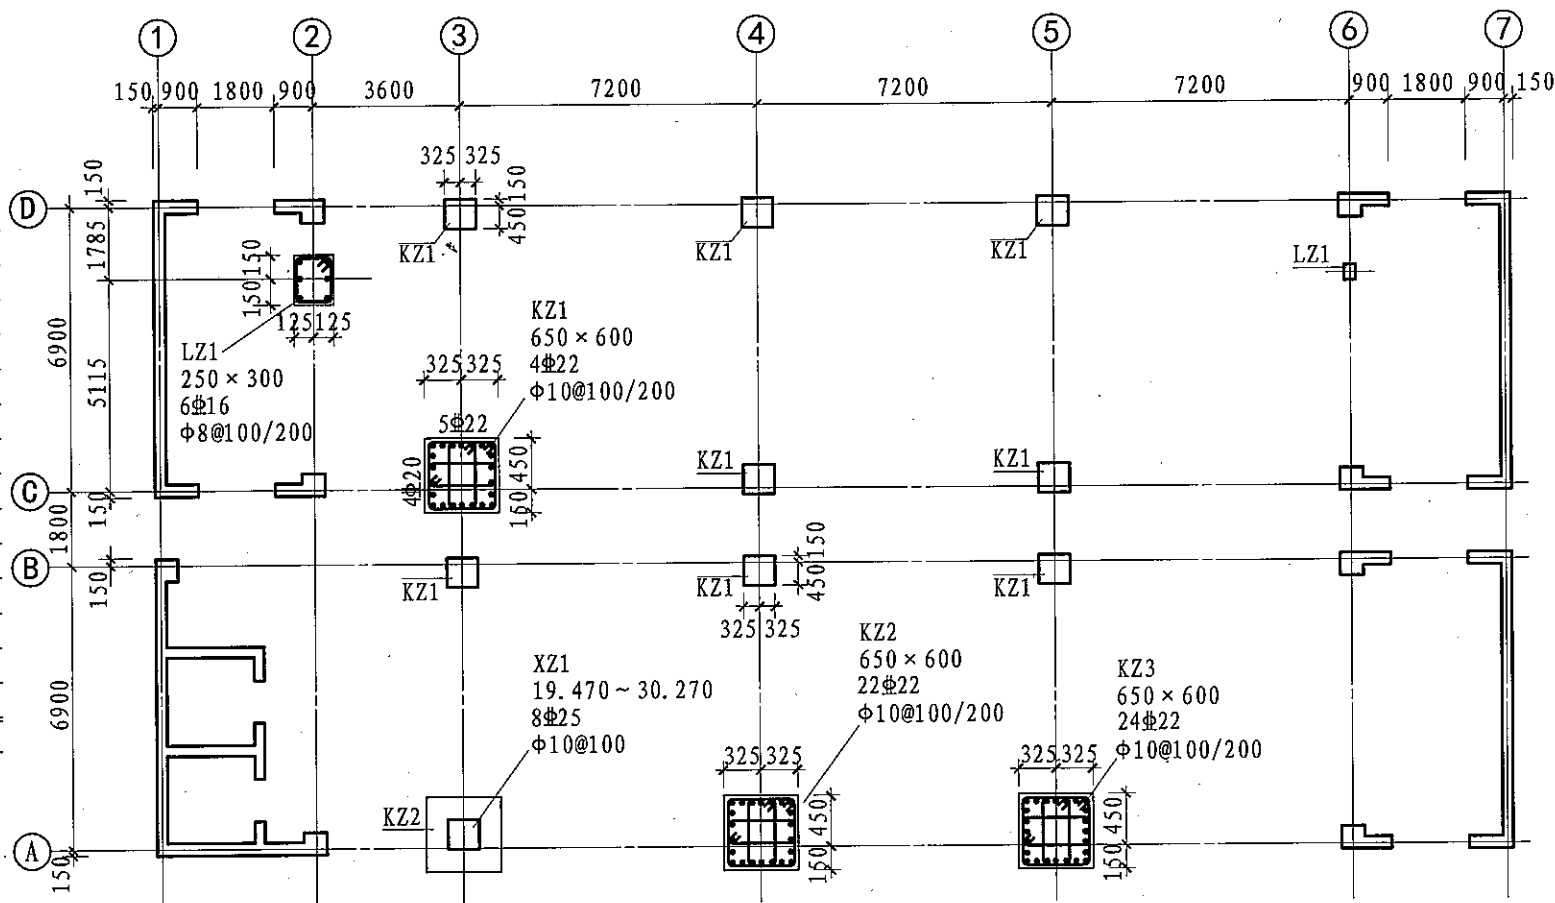 1 2 3 4 5 6 7
150 900 1800 900 3600 7200 7200 7200 900 1800 900 150
325 325
150
450
D
150
1785
KZ1 KZ1 KZ1
LZ1
150 150
125 125
LZ1
250×300
6⏀16
Φ8@100/200
6900
5115
KZ1
650×600
4⏀22
Φ10@100/200
325 325
5⏀22
4⏀20
450
150
KZ1 KZ1
C
150
1800
B
150
KZ1 KZ1 KZ1
150
450
325 325
6900
XZ1
19.470~30.270
8⏀25
Φ10@100
KZ2
650×600
22⏀22
Φ10@100/200
KZ3
650×600
24⏀22
Φ10@100/200
325 325
325 325
KZ2
450
150
450
150
A
150